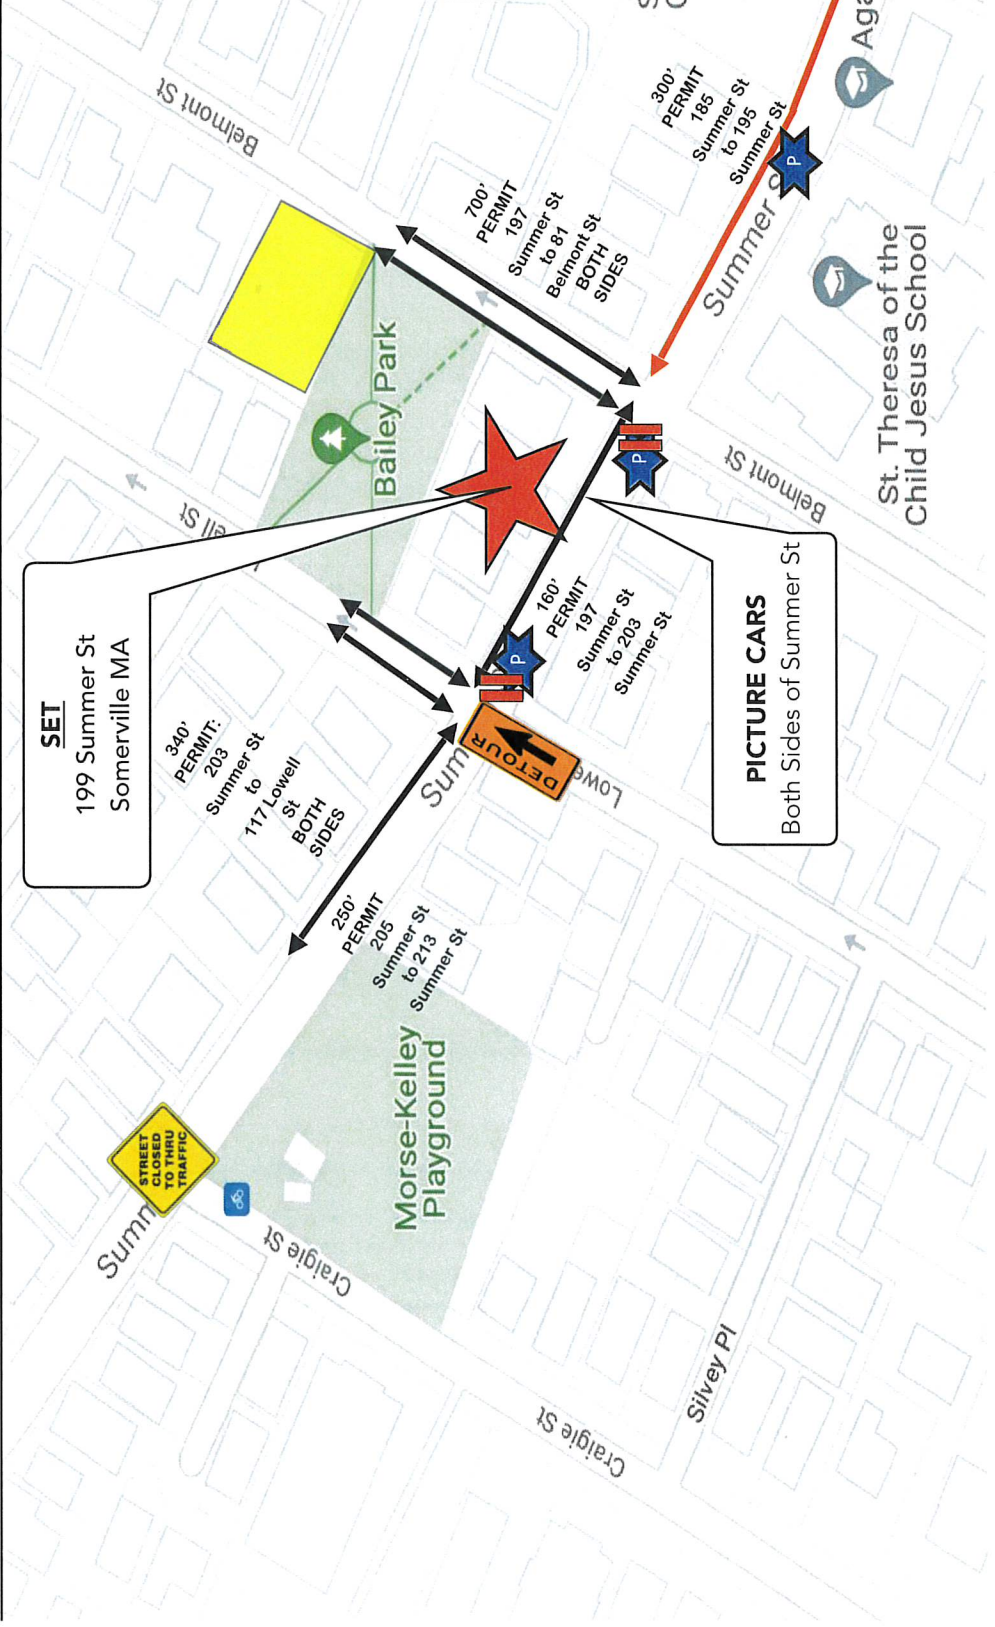 SET
199 Summer St
Somerville MA
STREET
CLOSED
TO THRU
TRAFFIC
Craigie St
Craigie St
Morse-Kelley
Playground
Silvey Pl
250'
PERMIT
205
Summer St
to 213
Summer St
340'
PERMIT:
203
Summer St
to
117 Lowell
St
BOTH
SIDES
DETOUR
P
160'
PERMIT
197
Summer St
to 203
Summer St
PICTURE CARS
Both Sides of Summer St
Bailey Park
P
Belmont St
Belmont St
700'
PERMIT
197
Summer St
to 81
Belmont St
BOTH
SIDES
300'
PERMIT
185
Summer St
to 195
Summer St
P
Summer S
St. Theresa of the
Child Jesus School